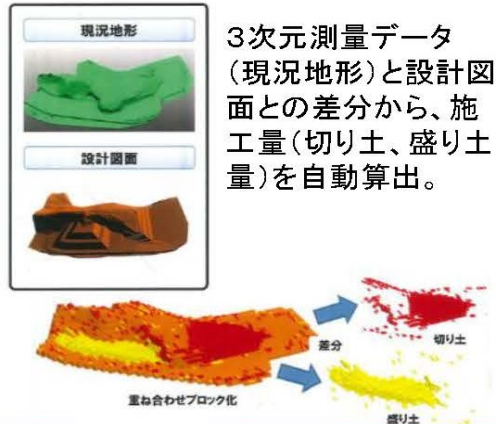 現況地形
設計図面
3次元測量データ
(現況地形)と設計図
面との差分から、施
工量(切り土、盛り土
量)を自動算出。
切り土
差分
重ね合わせブロック化
盛り土